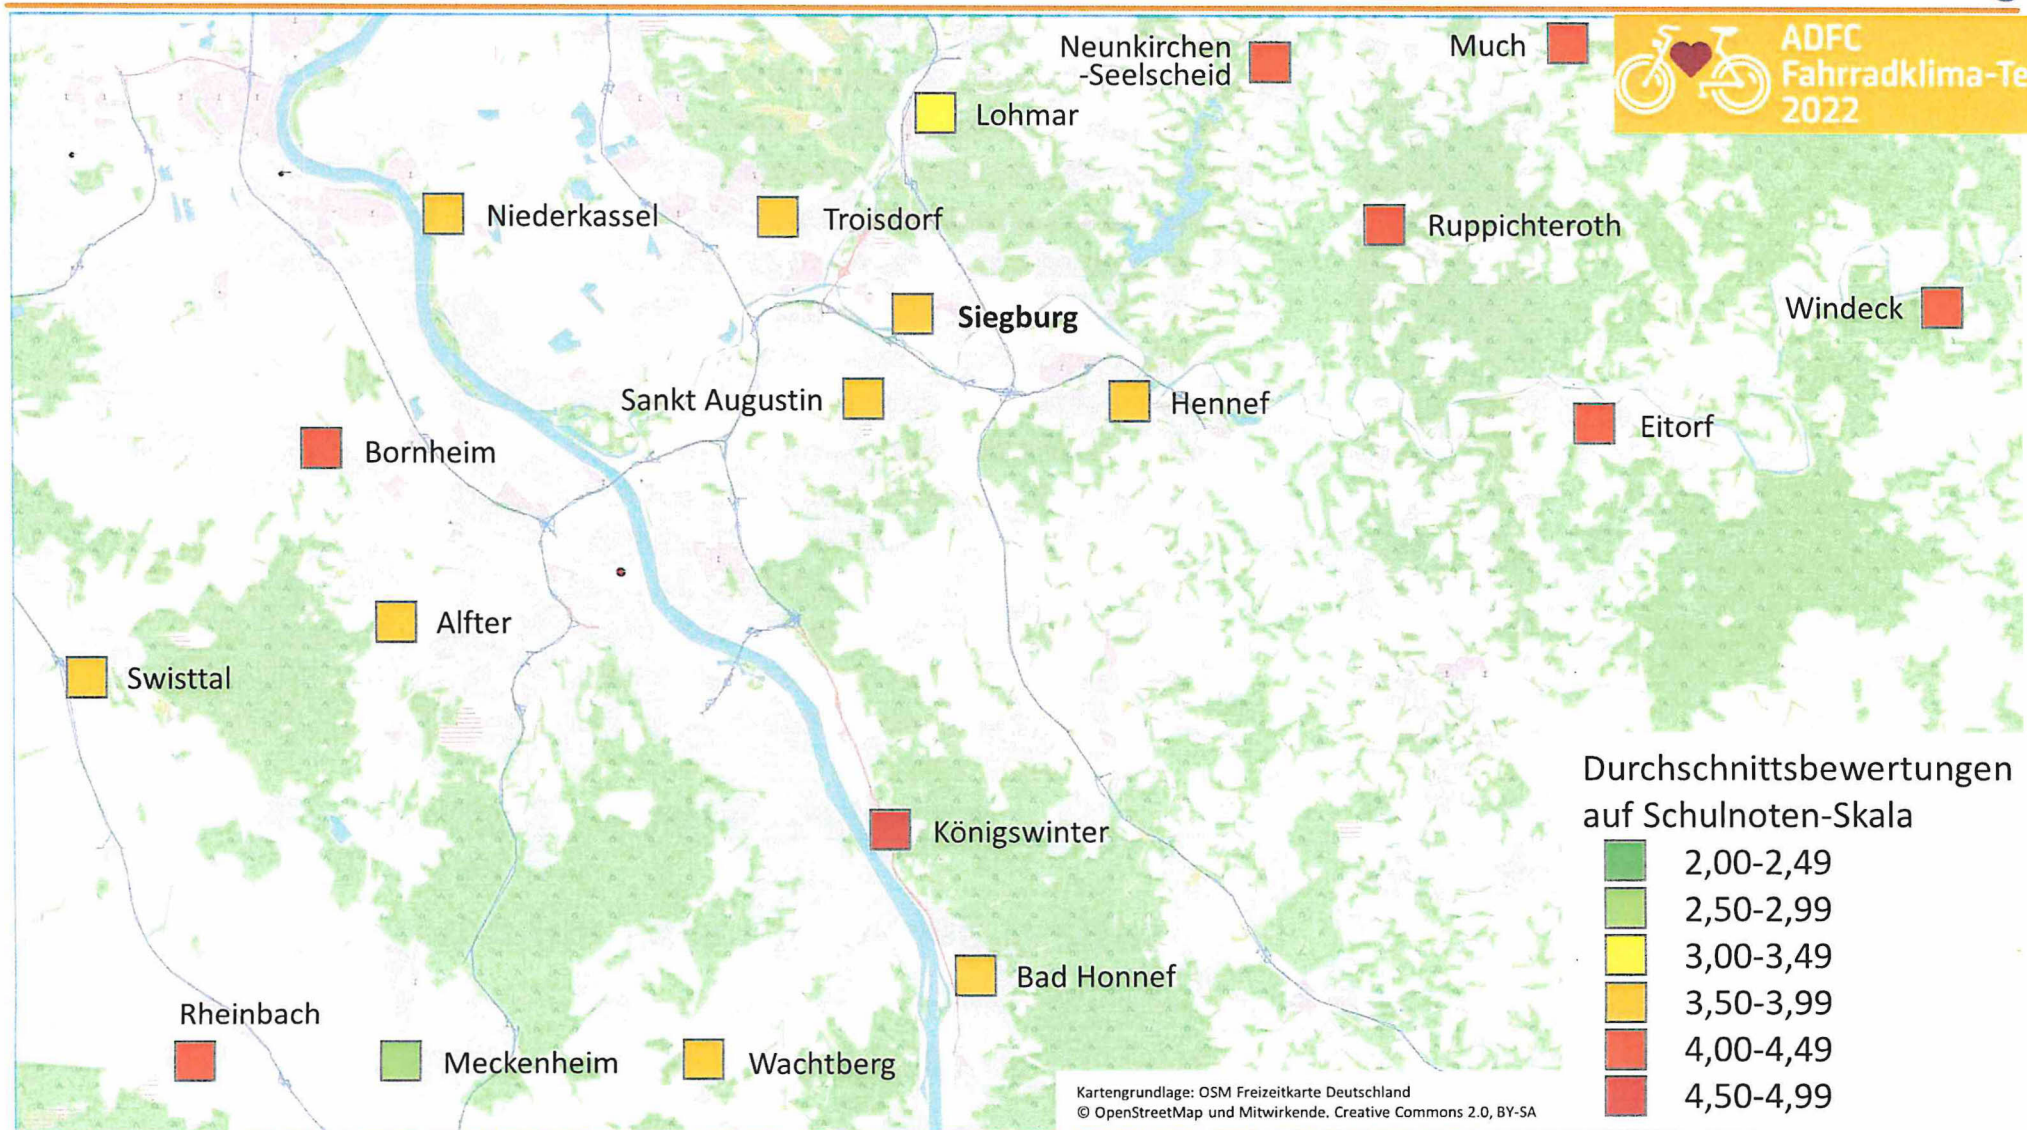 Neunkirchen
-Seelscheid
Much
ADFC
Fahrradklima-Te
2022
Lohmar
Niederkassel
Troisdorf
Ruppichteroth
Siegburg
Windeck
Sankt Augustin
Hennef
Eitorf
Bornheim
Alfter
Swisttal
Königswinter
Bad Honnef
Rheinbach
Meckenheim
Wachtberg
Durchschnittsbewertungen
auf Schulnoten-Skala
2,00-2,49
2,50-2,99
3,00-3,49
3,50-3,99
4,00-4,49
4,50-4,99
Kartengrundlage: OSM Freizeitkarte Deutschland
© OpenStreetMap und Mitwirkende. Creative Commons 2.0, BY-SA